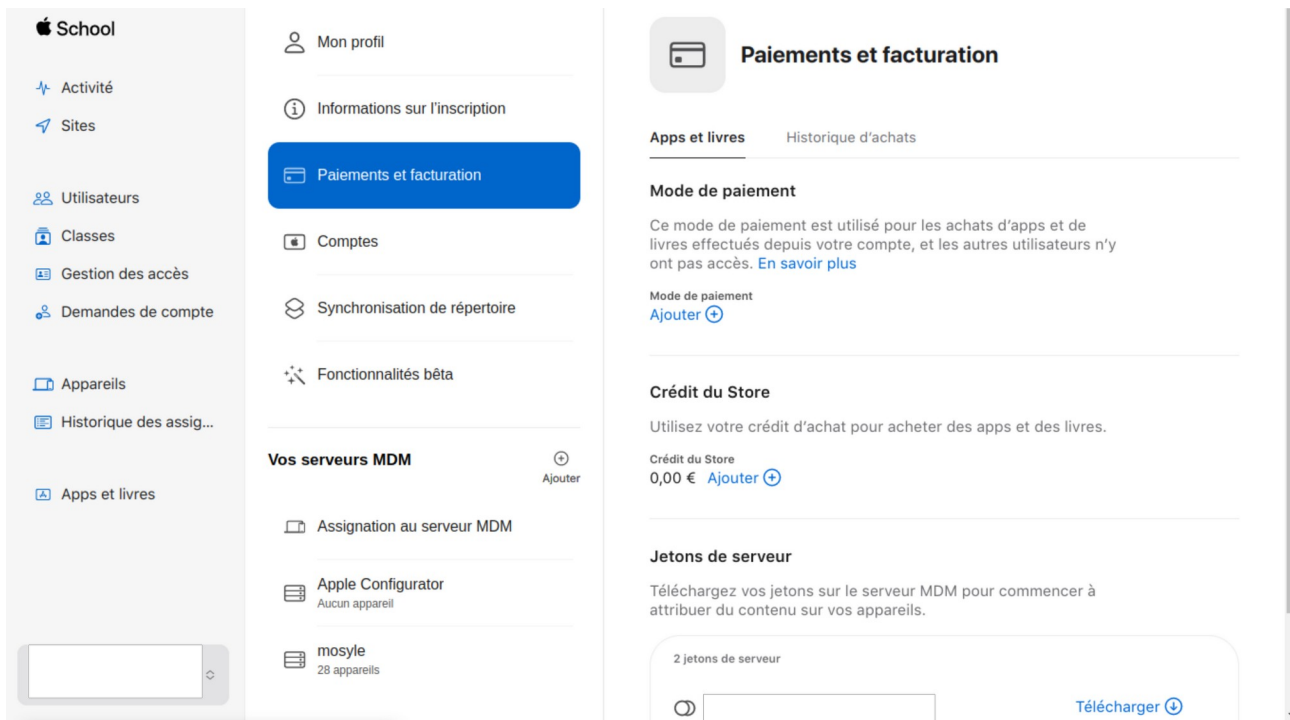 School
Activité
Sites
Utilisateurs
Classes
Gestion des accès
Demandes de compte
Appareils
Historique des assig...
Apps et livres
Mon profil
Informations sur l'inscription
Paiements et facturation
Comptes
Synchronisation de répertoire
Fonctionnalités bêta
Vos serveurs MDM
Ajouter
Assignation au serveur MDM
Apple Configurator
Aucun appareil
mosyle
28 appareils
Paiements et facturation
Apps et livres Historique d'achats
Mode de paiement
Ce mode de paiement est utilisé pour les achats d'apps et de
livres effectués depuis votre compte, et les autres utilisateurs n'y
ont pas accès. En savoir plus
Mode de paiement
Ajouter
Crédit du Store
Utilisez votre crédit d'achat pour acheter des apps et des livres.
Crédit du Store
0,00 € Ajouter
Jetons de serveur
Téléchargez vos jetons sur le serveur MDM pour commencer à
attribuer du contenu sur vos appareils.
2 jetons de serveur
Télécharger